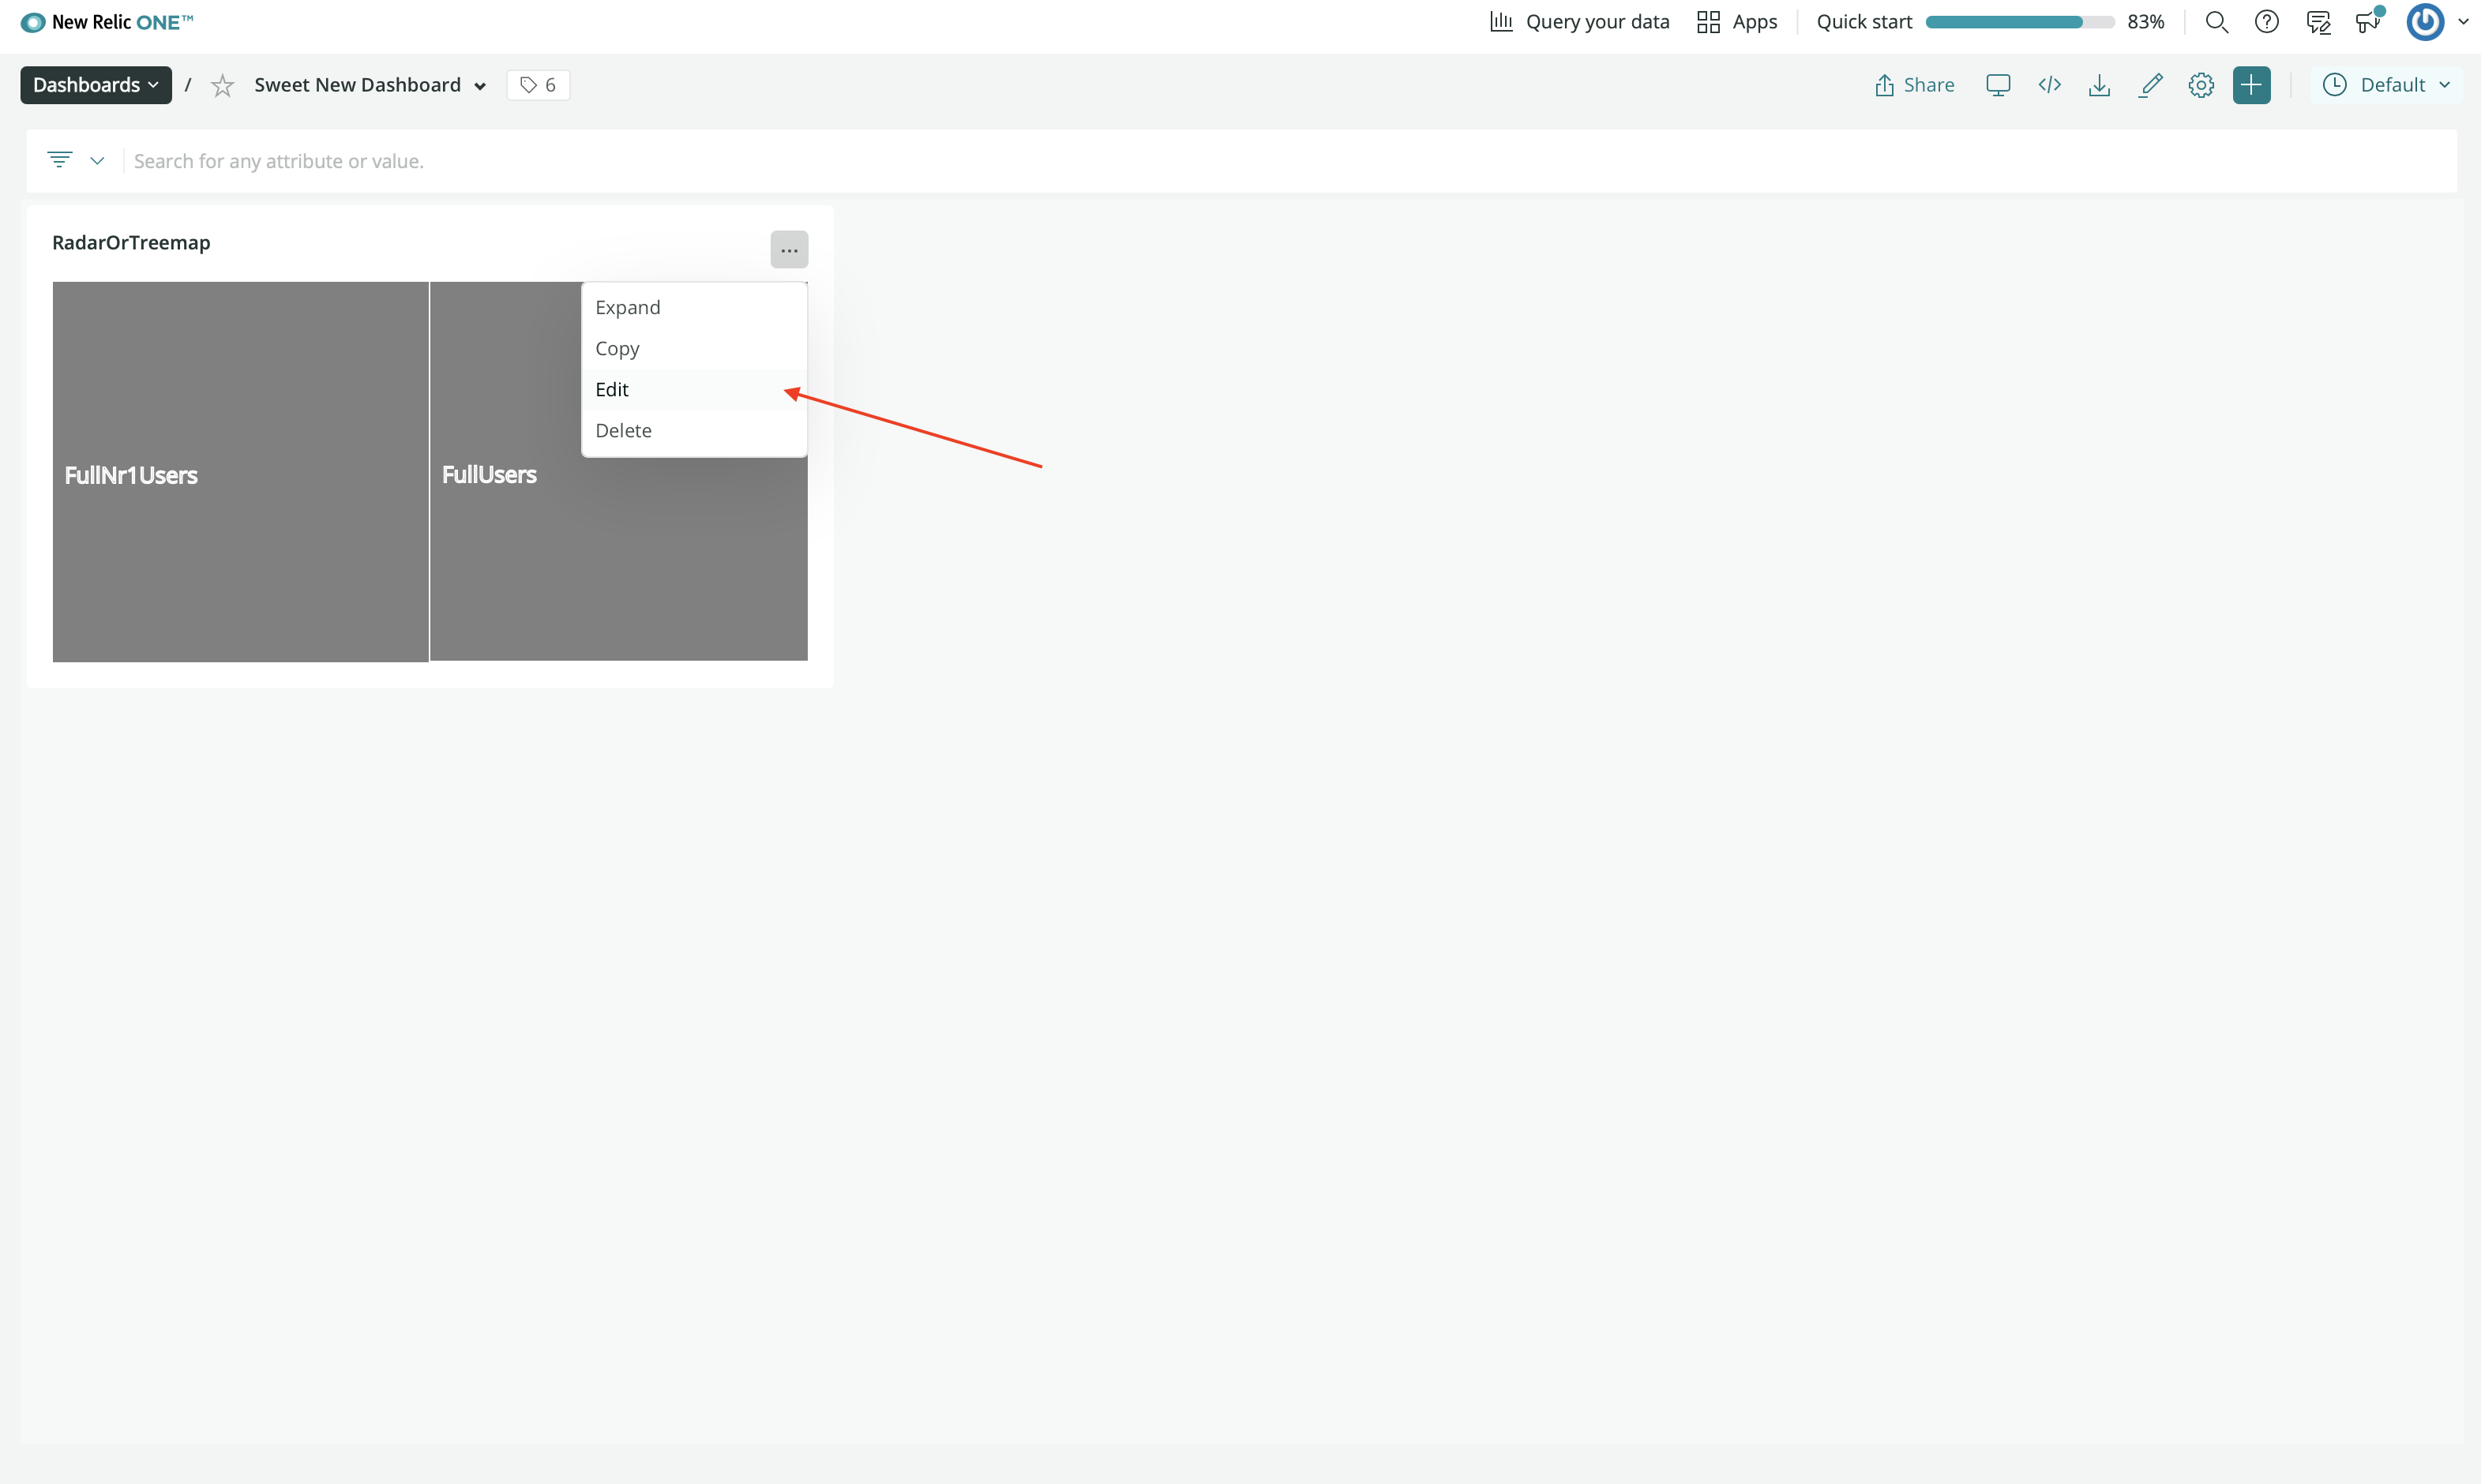 New Relic ONE™
Query your data
Apps
Quick start
83%
Dashboards
/
Sweet New Dashboard
6
Share
Default
Search for any attribute or value.
RadarOrTreemap
...
Expand
Copy
Edit
Delete
FullNr1Users
FullUsers